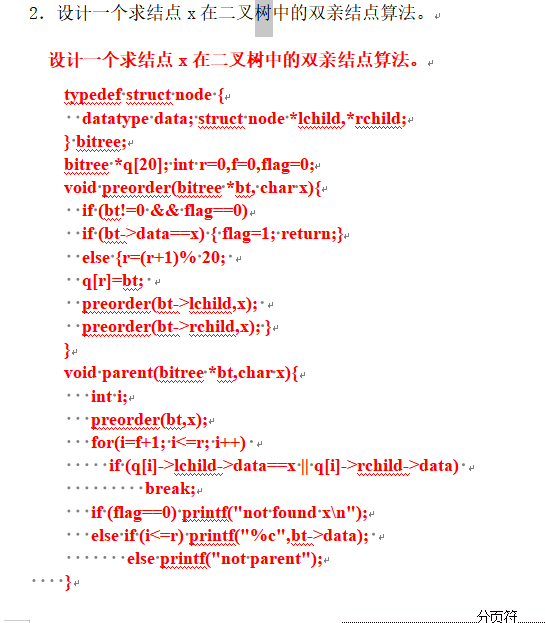 2．设计一个求结点 x 在二叉树中的双亲结点算法。
设计一个求结点 x 在二叉树中的双亲结点算法。
typedef struct node {
datatype data; struct node *lchild,*rchild;
} bitree;
bitree *q[20]; int r=0,f=0,flag=0;
void preorder(bitree *bt, char x){
if (bt!=0 && flag==0)
if (bt->data==x) { flag=1; return;}
else {r=(r+1)% 20;
q[r]=bt;
preorder(bt->lchild,x);
preorder(bt->rchild,x); }
}
void parent(bitree *bt,char x){
int i;
preorder(bt,x);
for(i=f+1; i<=r; i++)
if (q[i]->lchild->data==x || q[i]->rchild->data)
break;
if (flag==0) printf("not found x\n");
else if (i<=r) printf("%c",bt->data);
else printf("not parent");
}
分页符